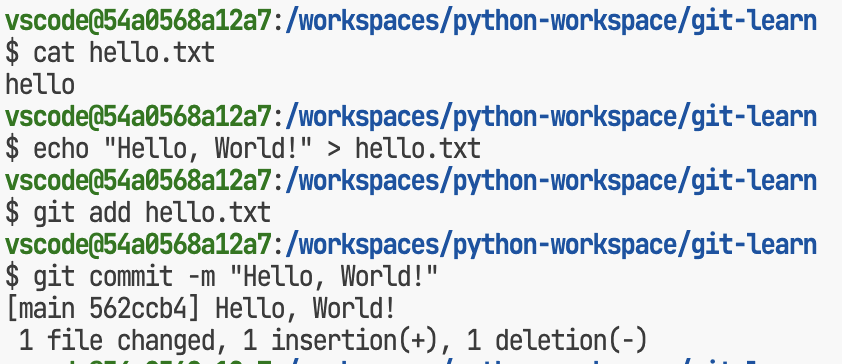 vscode@54a0568a12a7:/workspaces/python-workspace/git-learn
$ cat hello.txt
hello
vscode@54a0568a12a7:/workspaces/python-workspace/git-learn
$ echo "Hello, World!" > hello.txt
vscode@54a0568a12a7:/workspaces/python-workspace/git-learn
$ git add hello.txt
vscode@54a0568a12a7:/workspaces/python-workspace/git-learn
$ git commit -m "Hello, World!"
[main 562ccb4] Hello, World!
 1 file changed, 1 insertion(+), 1 deletion(-)